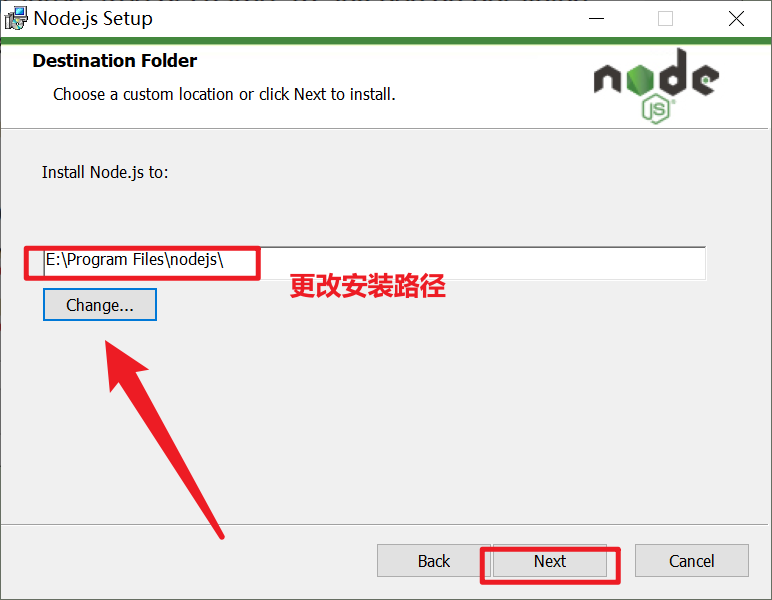 Node.js Setup
Destination Folder
Choose a custom location or click Next to install.
node
JS
Install Node.js to:
E:\Program Files\nodejs\
更改安装路径
Change...
Back
Next
Cancel